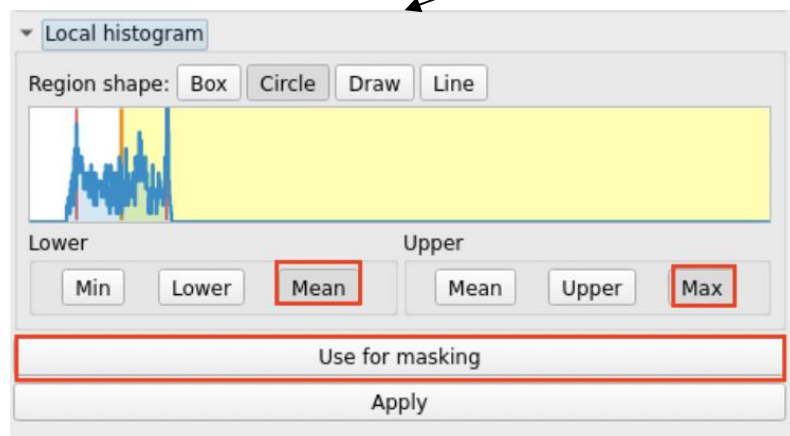 Local histogram
Region shape: Box Circle Draw Line
Lower Upper
Min Lower Mean Mean Upper Max
Use for masking
Apply